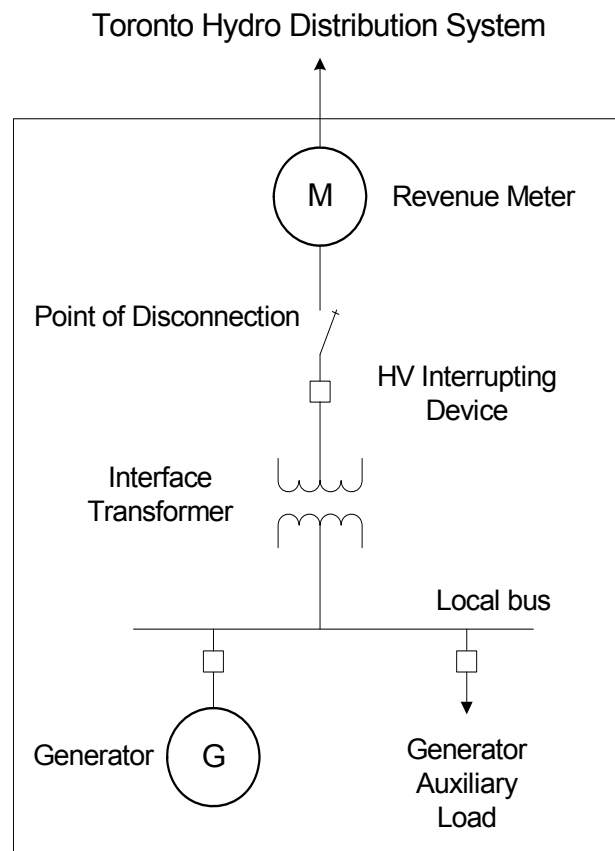 Toronto Hydro Distribution System
M
Revenue Meter
Point of Disconnection
HV Interrupting
Device
Interface
Transformer
Local bus
Generator
G
Generator
Auxiliary
Load